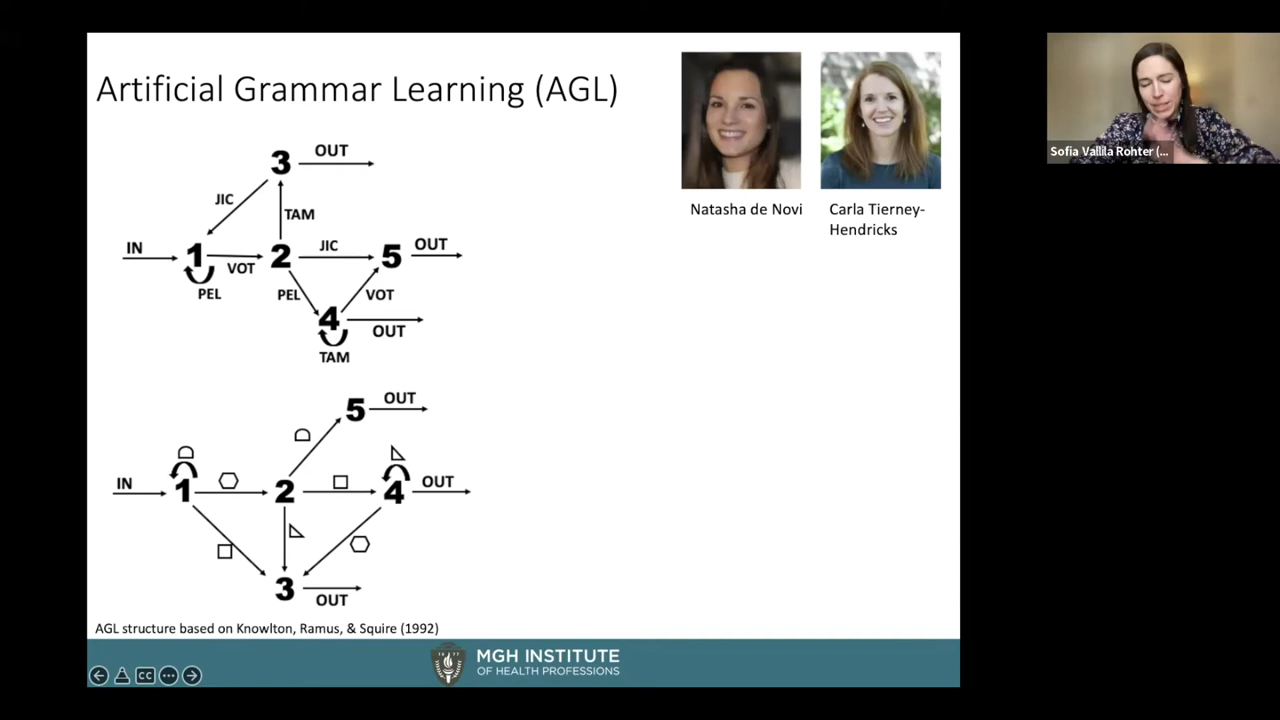 Artificial Grammar Learning (AGL)
3
OUT
JIC
TAM
IN
1
VOT
2
JIC
5
OUT
PEL
PEL
VOT
4
OUT
TAM
5
OUT
IN
1
2
4
OUT
3
OUT
AGL structure based on Knowlton, Ramus, & Squire (1992)
Natasha de Novi
Carla Tierney-
Hendricks
Sofia Vallila Rohter (...
1977
MGH INSTITUTE
OF HEALTH PROFESSIONS
CC